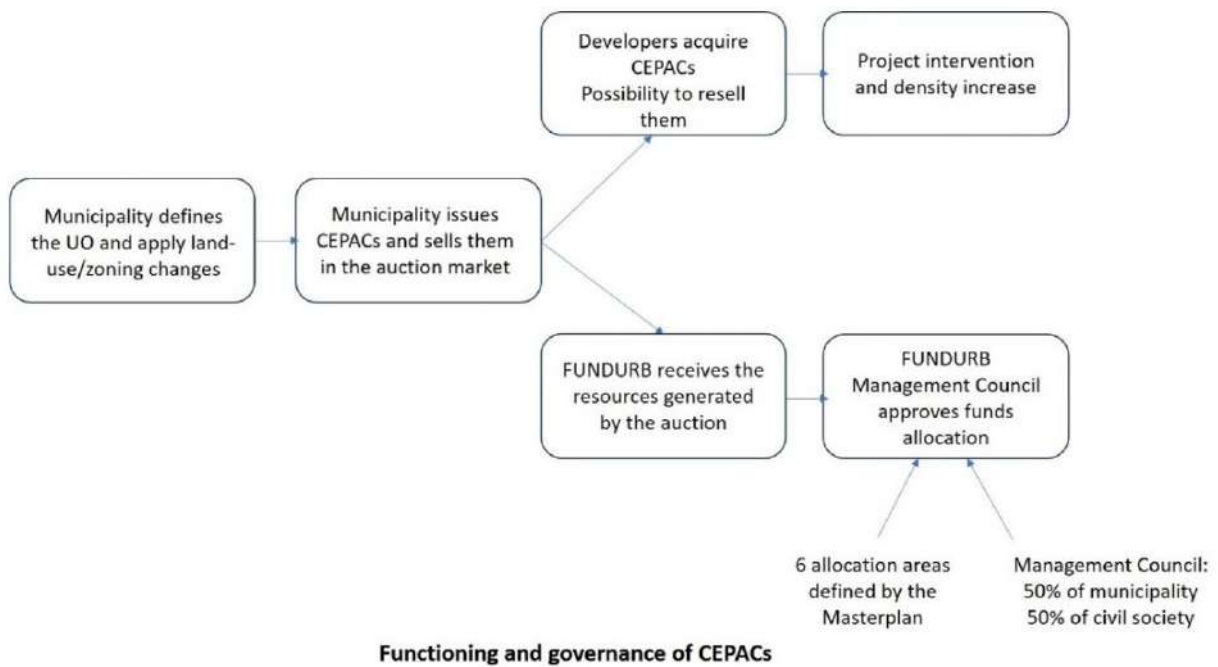 Developers acquire
CEPACs
Possibility to resell
them
Project intervention
and density increase
Municipality defines
the UO and apply land-
use/zoning changes
Municipality issues
CEPACs and sells them
in the auction market
FUNDURB receives the
resources generated
by the auction
FUNDURB
Management Council
approves funds
allocation
6 allocation areas
defined by the
Masterplan
Management Council:
50% of municipality
50% of civil society
Functioning and governance of CEPACs